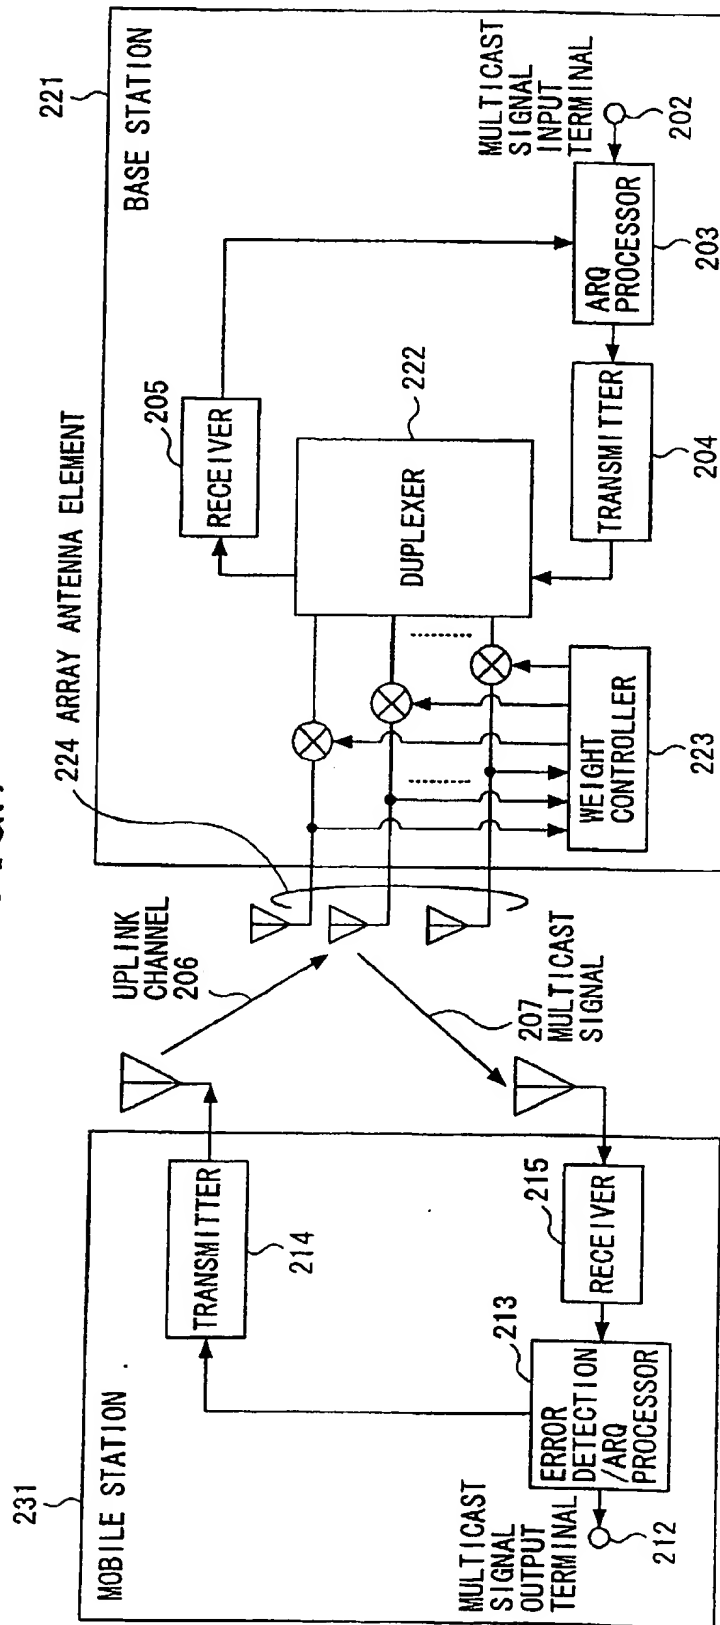 221
BASE STATION
224 ARRAY ANTENNA ELEMENT
205
RECEIVER
222
DUPLEXER
MULTICAST
SIGNAL
INPUT
TERMINAL
202
ARQ
PROCESSOR
203
TRANSMITTER
204
WEIGHT
CONTROLLER
223
UPLINK
CHANNEL
206
207
MULTICAST
SIGNAL
231
MOBILE STATION
TRANSMITTER
214
215
RECEIVER
213
ERROR
DETECTION
/ARQ
PROCESSOR
MULTICAST
SIGNAL
OUTPUT
TERMINAL
212